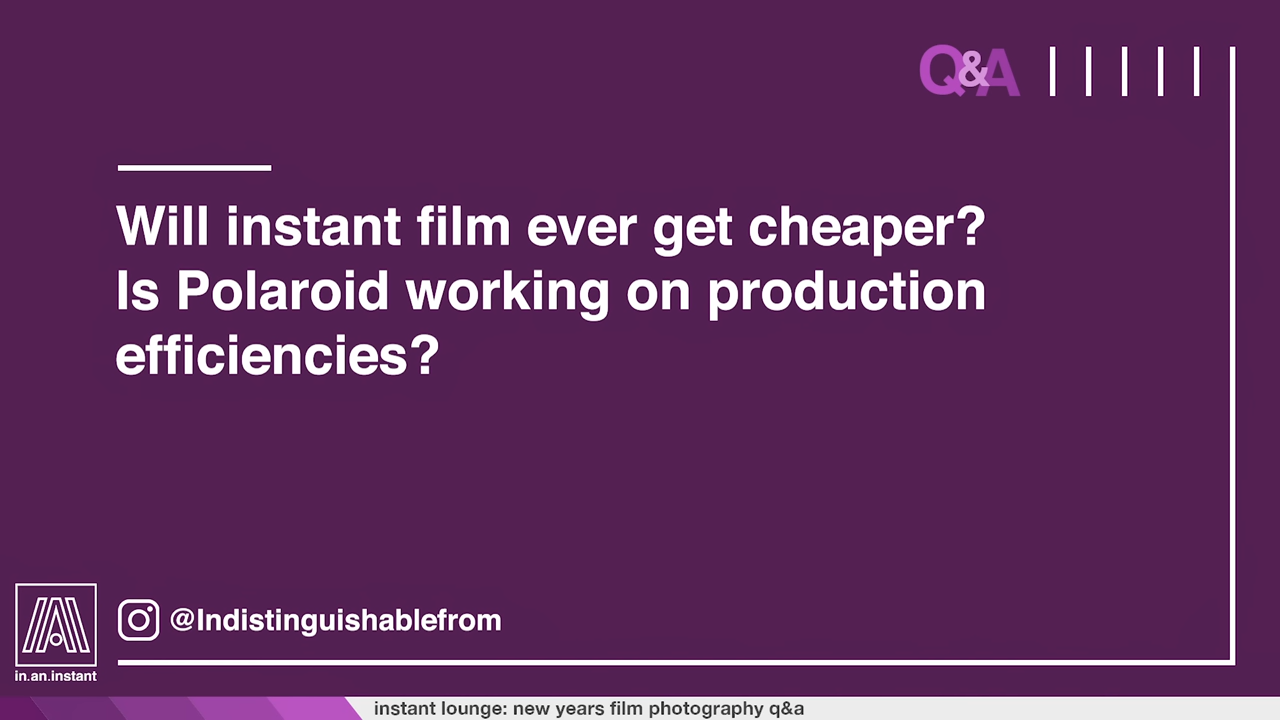 Q&A
Will instant film ever get cheaper?
Is Polaroid working on production
efficiencies?
@Indistinguishablefrom
in.an.instant
instant lounge: new years film photography q&a